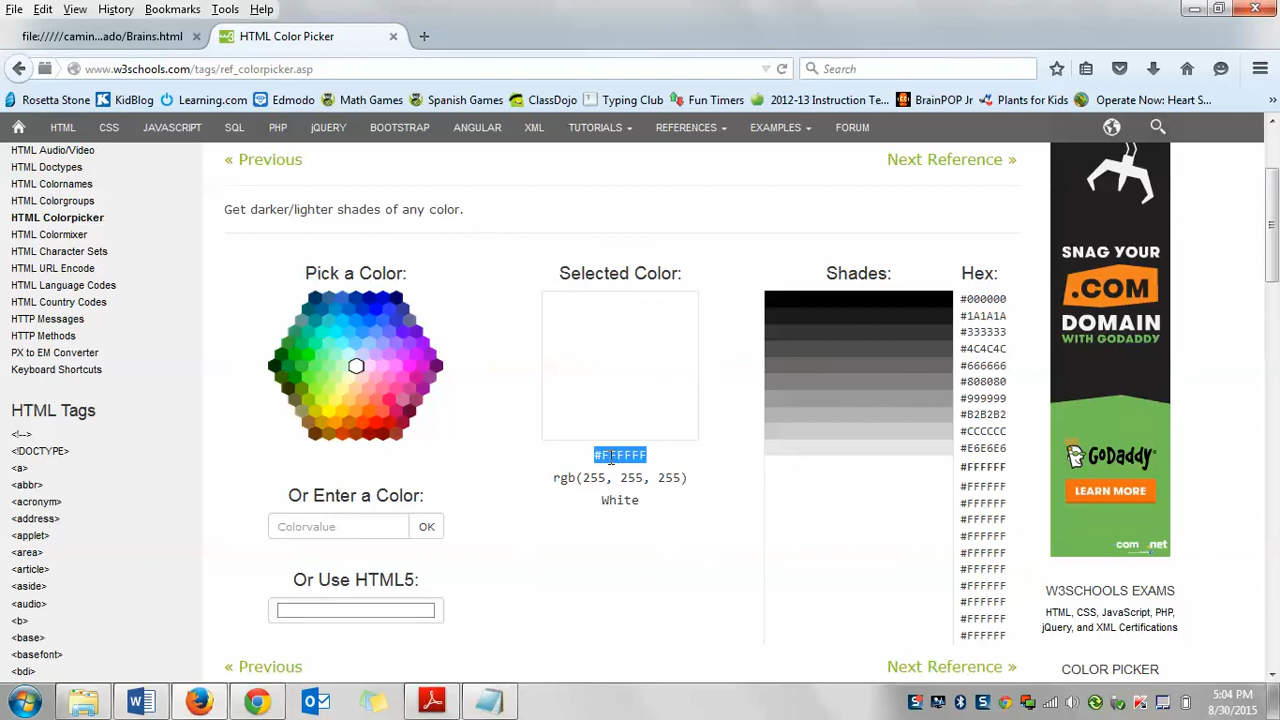 File Edit View History Bookmarks Tools Help
file://///camin...ado/Brains.html HTML Color Picker
www.w3schools.com/tags/ref_colorpicker.asp Search
Rosetta Stone KidBlog Learning.com Edmodo Math Games Spanish Games ClassDojo Typing Club Fun Timers 2012-13 Instruction Te... BrainPOP Jr Plants for Kids Operate Now: Heart S... »
HTML CSS JAVASCRIPT SQL PHP jQUERY BOOTSTRAP ANGULAR XML TUTORIALS REFERENCES EXAMPLES FORUM
HTML Audio/Video
HTML Doctypes
HTML Colornames
HTML Colorgroups
HTML Colorpicker
HTML Colormixer
HTML Character Sets
HTML URL Encode
HTML Language Codes
HTML Country Codes
HTTP Messages
HTTP Methods
PX to EM Converter
Keyboard Shortcuts
HTML Tags
<!-->
<!DOCTYPE>
<a>
<abbr>
<acronym>
<address>
<applet>
<area>
<article>
<aside>
<audio>
<b>
<base>
<basefont>
<bdi>
« Previous Next Reference »
Get darker/lighter shades of any color.
Pick a Color:
Or Enter a Color:
Colorvalue OK
Or Use HTML5:
Selected Color:
#FFFFFF
rgb(255, 255, 255)
White
Shades: Hex:
#000000
#1A1A1A
#333333
#4C4C4C
#666666
#808080
#999999
#B2B2B2
#CCCCCC
#E6E6E6
#FFFFFF
#FFFFFF
#FFFFFF
#FFFFFF
#FFFFFF
#FFFFFF
#FFFFFF
#FFFFFF
#FFFFFF
#FFFFFF
#FFFFFF
« Previous Next Reference »
SNAG YOUR
.COM
DOMAIN
WITH GODADDY
GoDaddy
LEARN MORE
com .net
W3SCHOOLS EXAMS
HTML, CSS, JavaScript, PHP,
jQuery, and XML Certifications
COLOR PICKER
5:04 PM
8/30/2015